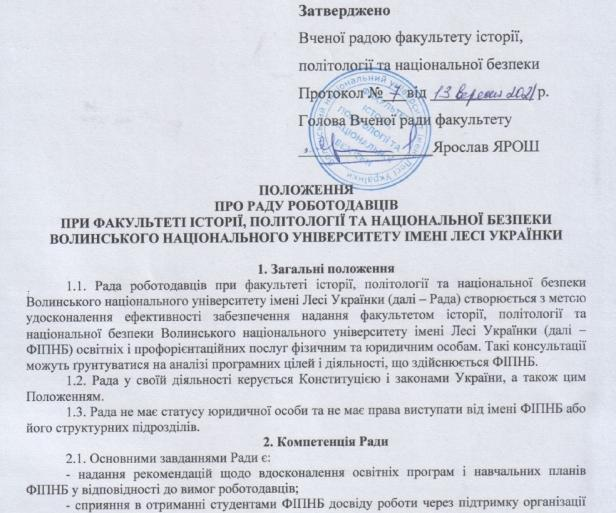 Затверджено
Вченої радою факультету історії,
політології та національної безпеки
Протокол № 7 від 13 вересня 2021 р.
Голова Вченої ради факультету
Ярослав ЯРОШ
ПОЛОЖЕННЯ
ПРО РАДУ РОБОТОДАВЦІВ
ПРИ ФАКУЛЬТЕТІ ІСТОРІЇ, ПОЛІТОЛОГІЇ ТА НАЦІОНАЛЬНОЇ БЕЗПЕКИ
ВОЛИНСЬКОГО НАЦІОНАЛЬНОГО УНІВЕРСИТЕТУ ІМЕНІ ЛЕСІ УКРАЇНКИ
1. Загальні положення
1.1. Рада роботодавців при факультеті історії, політології та національної безпеки
Волинського національного університету імені Лесі Українки (далі – Рада) створюється з метою
удосконалення ефективності забезпечення надання факультетом історії, політології та
національної безпеки Волинського національного університету імені Лесі Українки (далі –
ФІПНБ) освітніх і профорієнтаційних послуг фізичним та юридичним особам. Такі консультації
можуть ґрунтуватися на аналізі програмних цілей і діяльності, що здійснюється ФІПНБ.
1.2. Рада у своїй діяльності керується Конституцією і законами України, а також цим
Положенням.
1.3. Рада не має статусу юридичної особи та не має права виступати від імені ФІПНБ або
його структурних підрозділів.
2. Компетенція Ради
2.1. Основними завданнями Ради є:
- надання рекомендацій щодо вдосконалення освітніх програм і навчальних планів
ФІПНБ у відповідності до вимог роботодавців;
- сприяння в отриманні студентами ФІПНБ досвіду роботи через підтримку організації